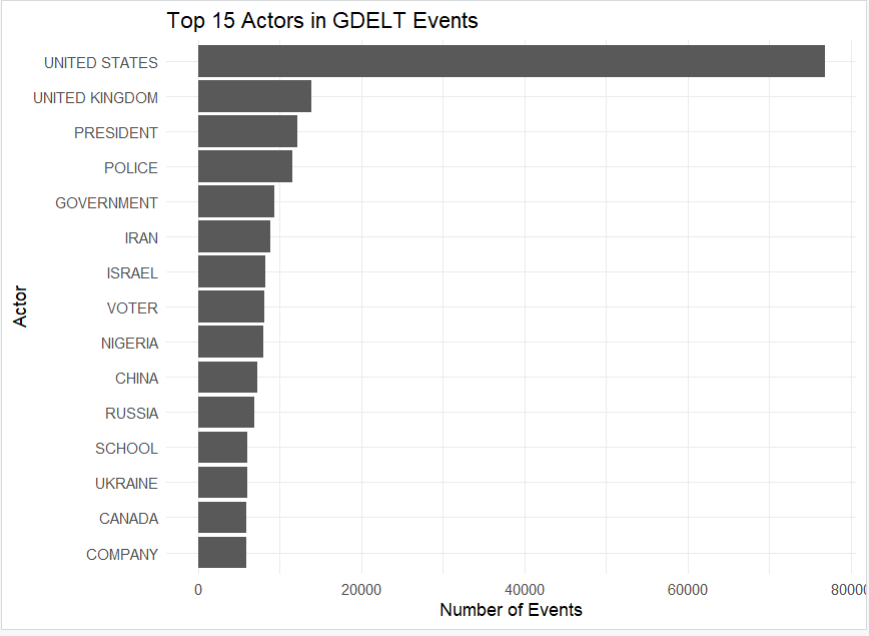 Top 15 Actors in GDELT Events
UNITED STATES
UNITED KINGDOM
PRESIDENT
POLICE
GOVERNMENT
IRAN
ISRAEL
VOTER
NIGERIA
CHINA
RUSSIA
SCHOOL
UKRAINE
CANADA
COMPANY
Actor
0 20000 40000 60000 80000
Number of Events